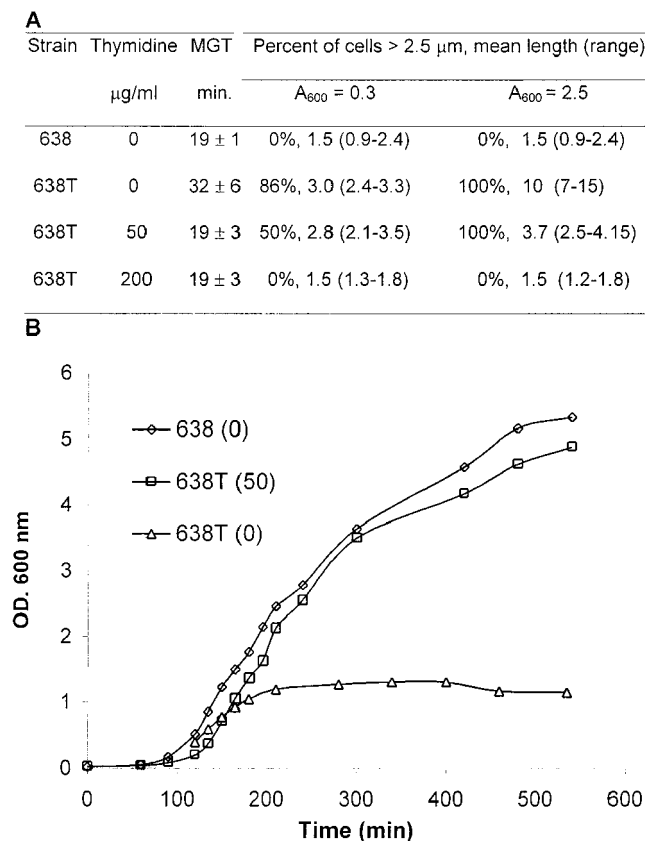 A
Strain Thymidine MGT Percent of cells > 2.5 μm, mean length (range)
μg/ml min. A600 = 0.3 A600 = 2.5
638 0 19 ± 1 0%, 1.5 (0.9-2.4) 0%, 1.5 (0.9-2.4)
638T 0 32 ± 6 86%, 3.0 (2.4-3.3) 100%, 10 (7-15)
638T 50 19 ± 3 50%, 2.8 (2.1-3.5) 100%, 3.7 (2.5-4.15)
638T 200 19 ± 3 0%, 1.5 (1.3-1.8) 0%, 1.5 (1.2-1.8)
B
6
5
4
3
2
1
0
OD. 600 nm
638 (0)
638T (50)
638T (0)
0 100 200 300 400 500 600
Time (min)